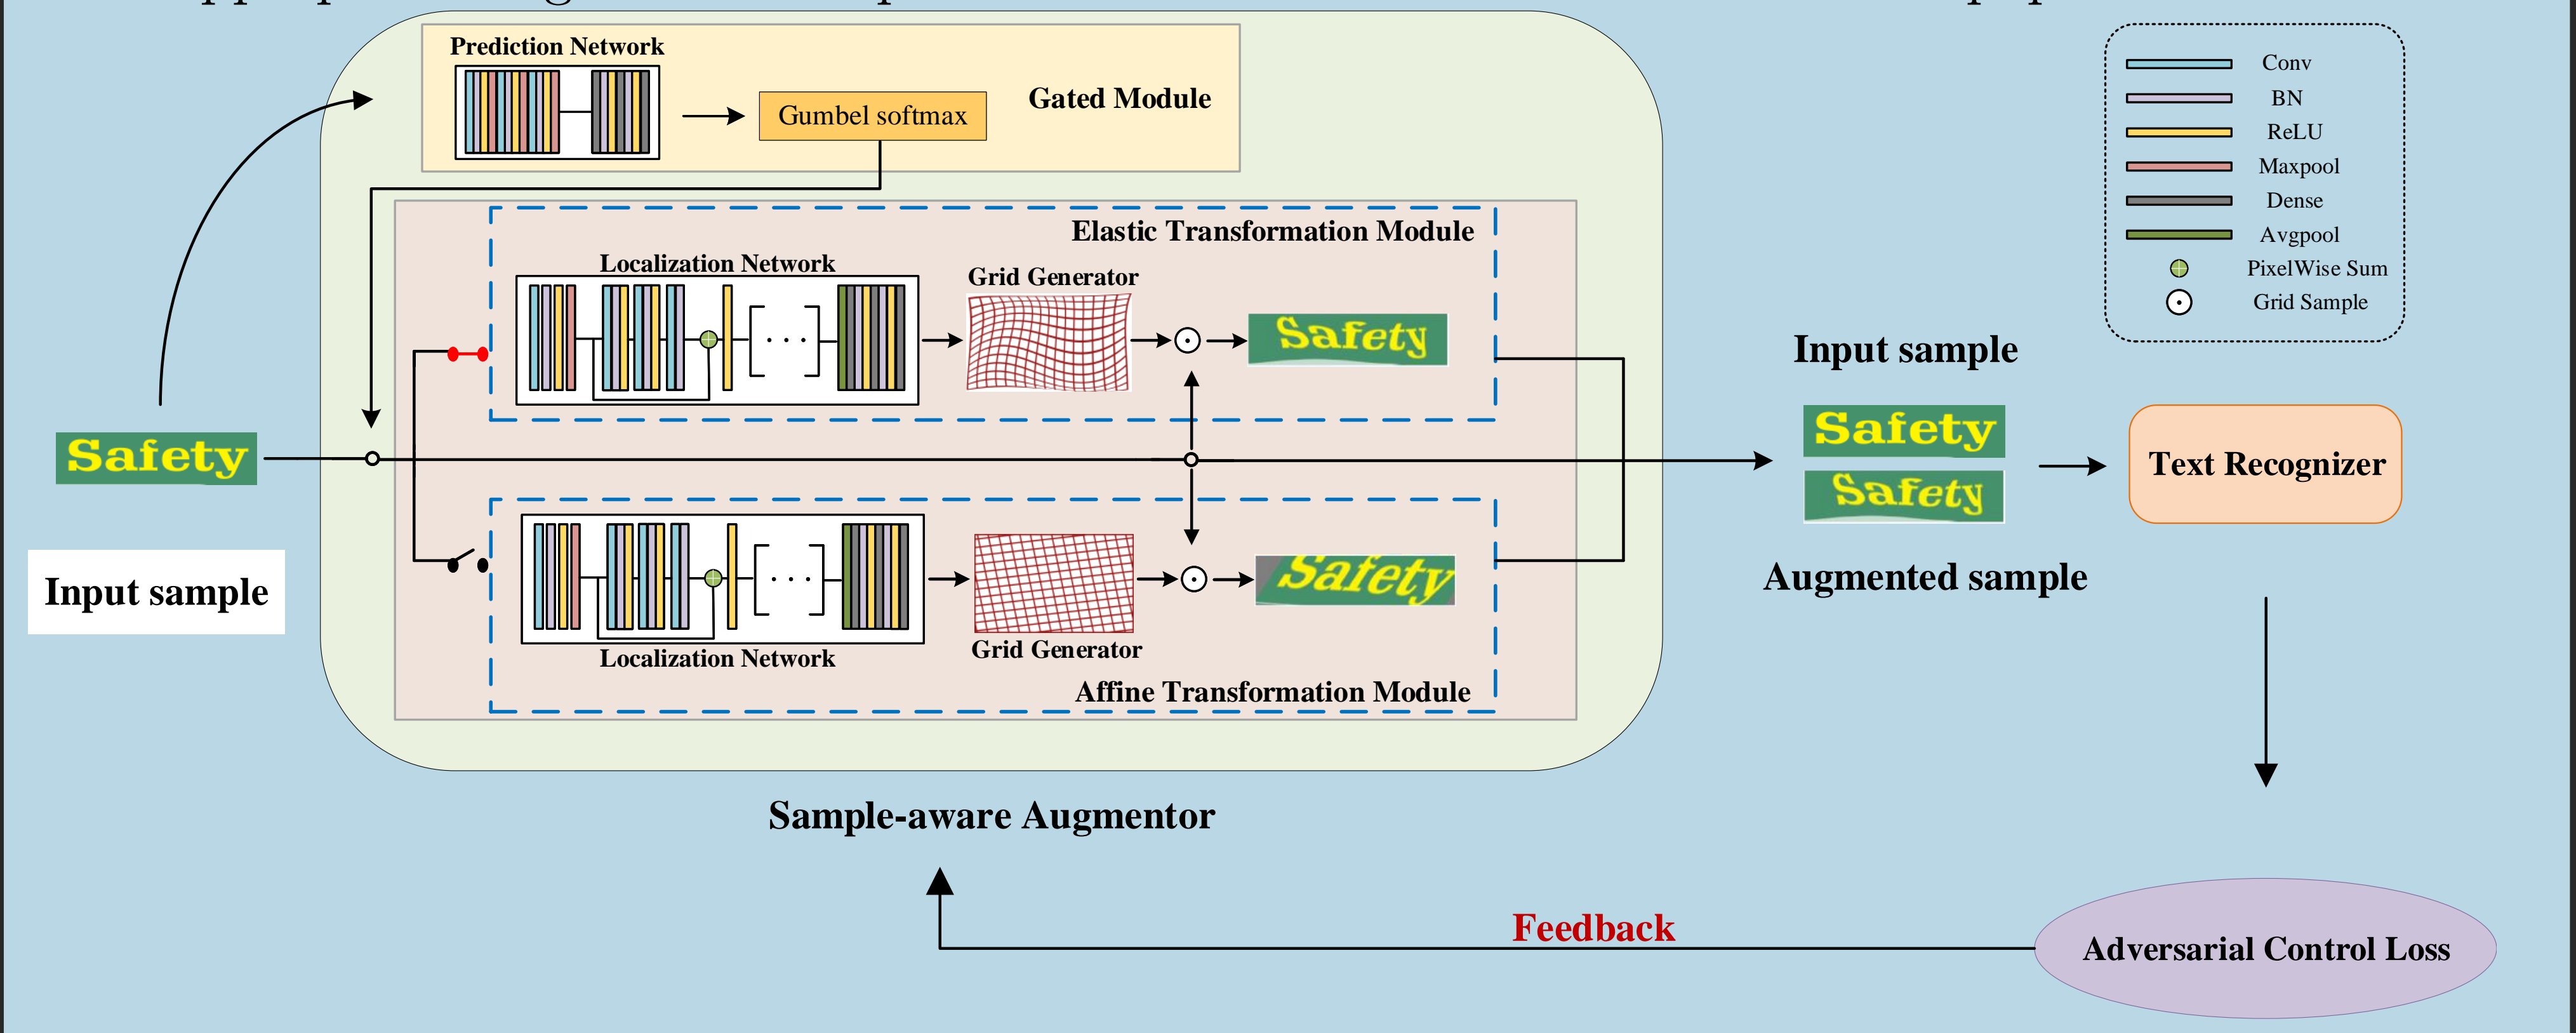 Prediction Network
Gumbel softmax
Gated Module
Elastic Transformation Module
Localization Network
Grid Generator
Safety
Safety
Input sample
Localization Network
Grid Generator
Safety
Affine Transformation Module
Sample-aware Augmentor
Conv
BN
ReLU
Maxpool
Dense
Avgpool
PixelWise Sum
Grid Sample
Input sample
Safety
Safety
Augmented sample
Text Recognizer
Feedback
Adversarial Control Loss